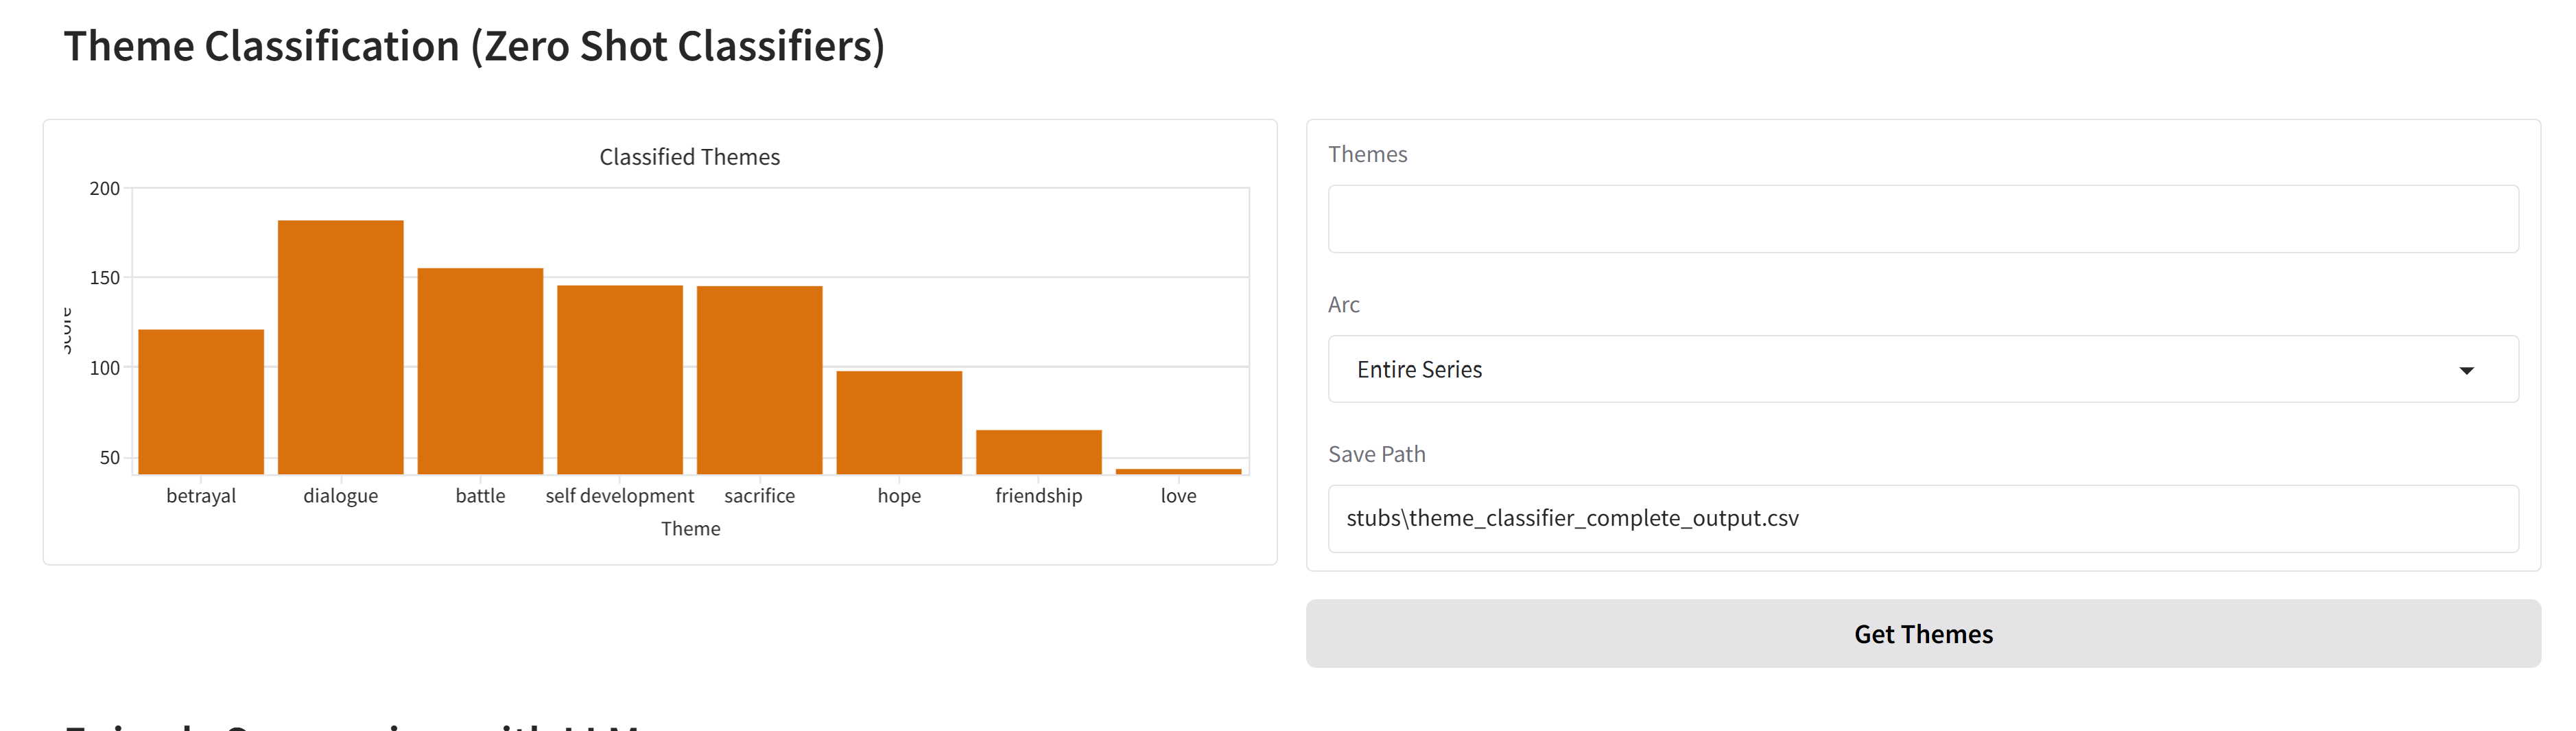 Theme Classification (Zero Shot Classifiers)
Classified Themes
200
150
100
50
Score
betrayal dialogue battle self development sacrifice hope friendship love
Theme
Themes
Arc
Entire Series
Save Path
stubs\theme_classifier_complete_output.csv
Get Themes